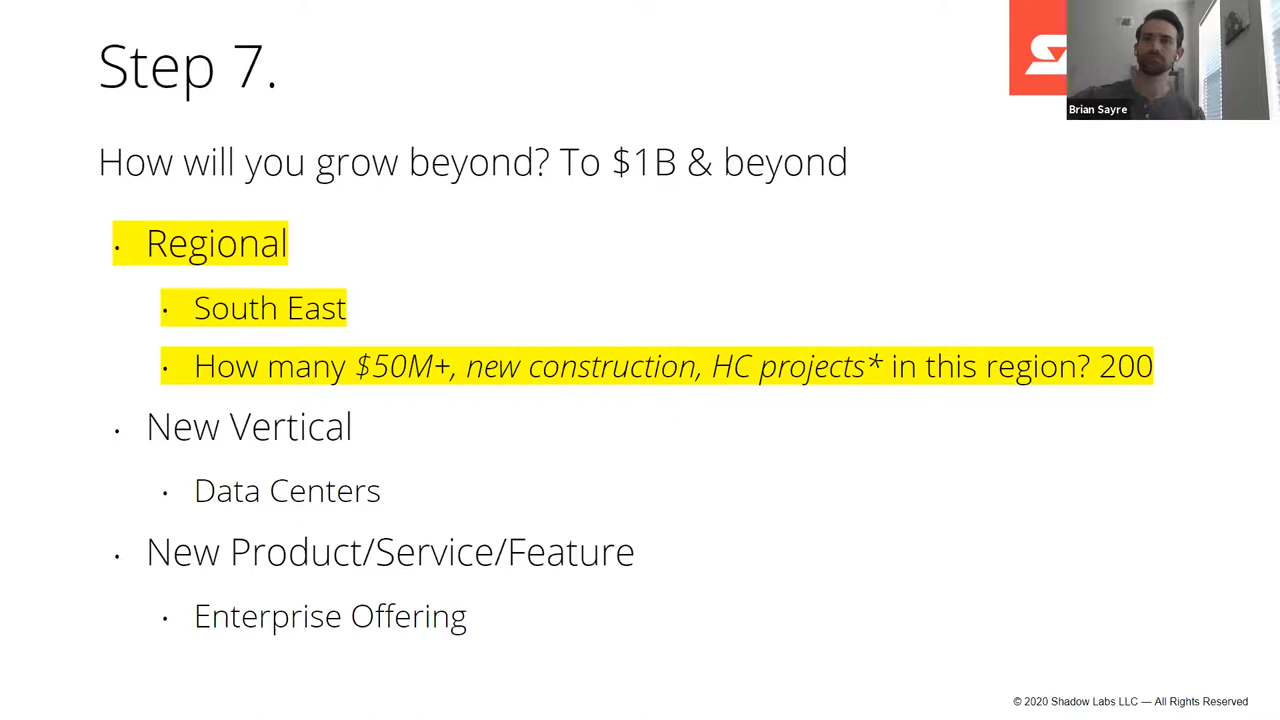 Step 7.
Brian Sayre
How will you grow beyond? To $1B & beyond
· Regional
· South East
· How many $50M+, new construction, HC projects* in this region? 200
· New Vertical
· Data Centers
· New Product/Service/Feature
· Enterprise Offering
© 2020 Shadow Labs LLC — All Rights Reserved